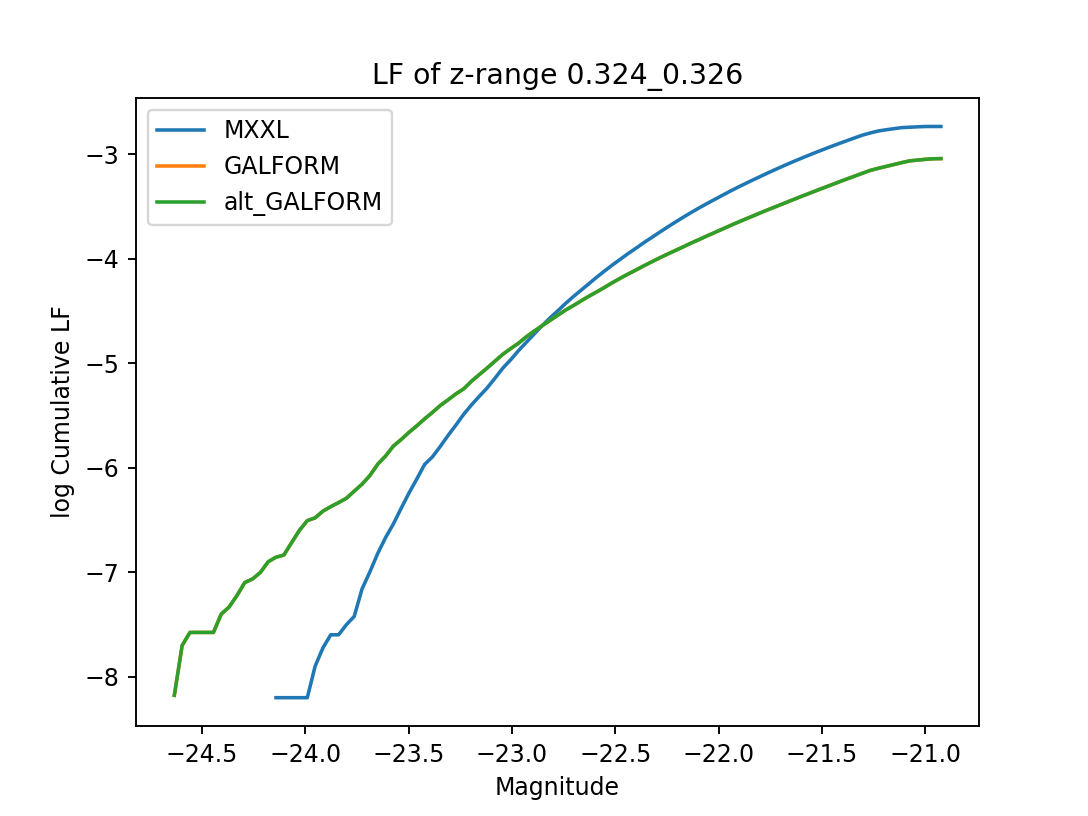 LF of z-range 0.324_0.326
MXXL
GALFORM
alt_GALFORM
log Cumulative LF
−3
−4
−5
−6
−7
−8
−24.5
−24.0
−23.5
−23.0
−22.5
−22.0
−21.5
−21.0
Magnitude